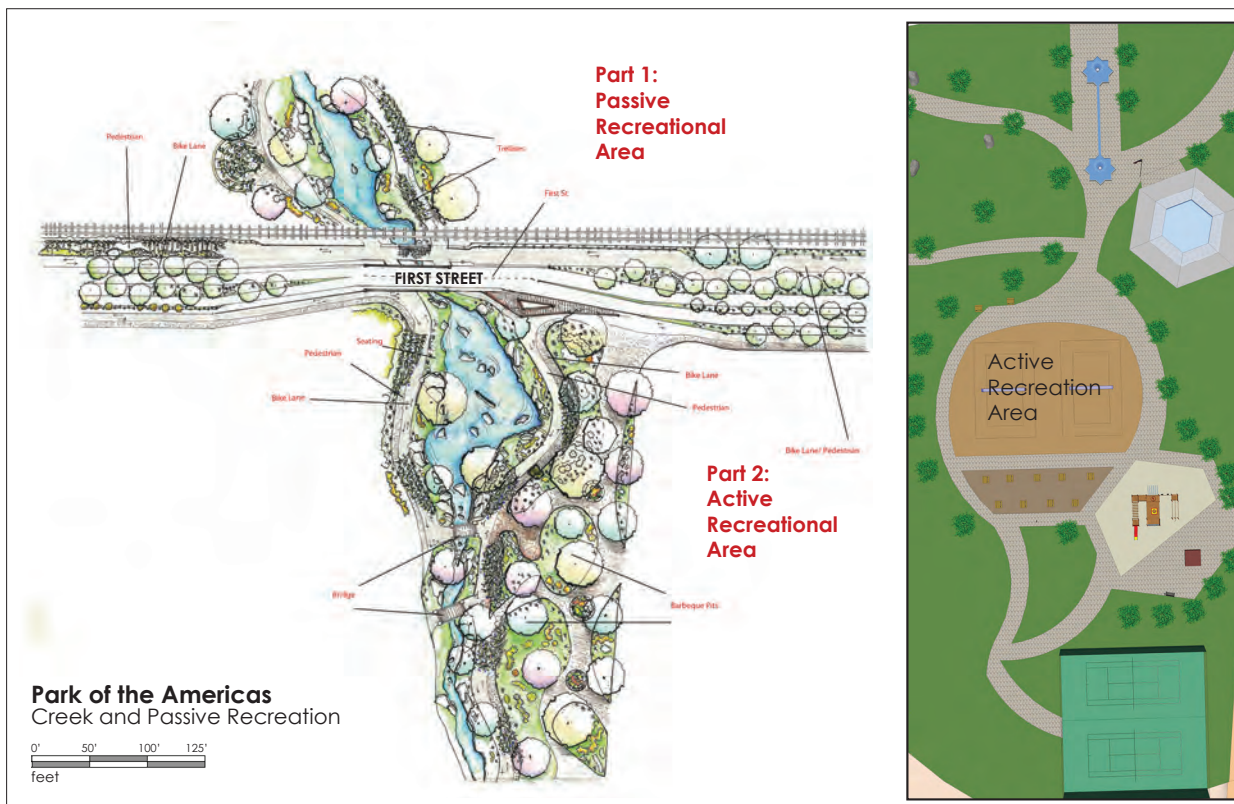 Part 1:
Passive
Recreational
Area
Pedestrian
Bike Lane
Trellises
First St.
FIRST STREET
Seating
Pedestrian
Bike Lane
Bike Lane
Pedestrian
Bike Lane/ Pedestrian
Part 2:
Active
Recreational
Area
Bridge
Barbeque Pits
Park of the Americas
Creek and Passive Recreation
0' 50' 100' 125'
feet
Active
Recreation
Area